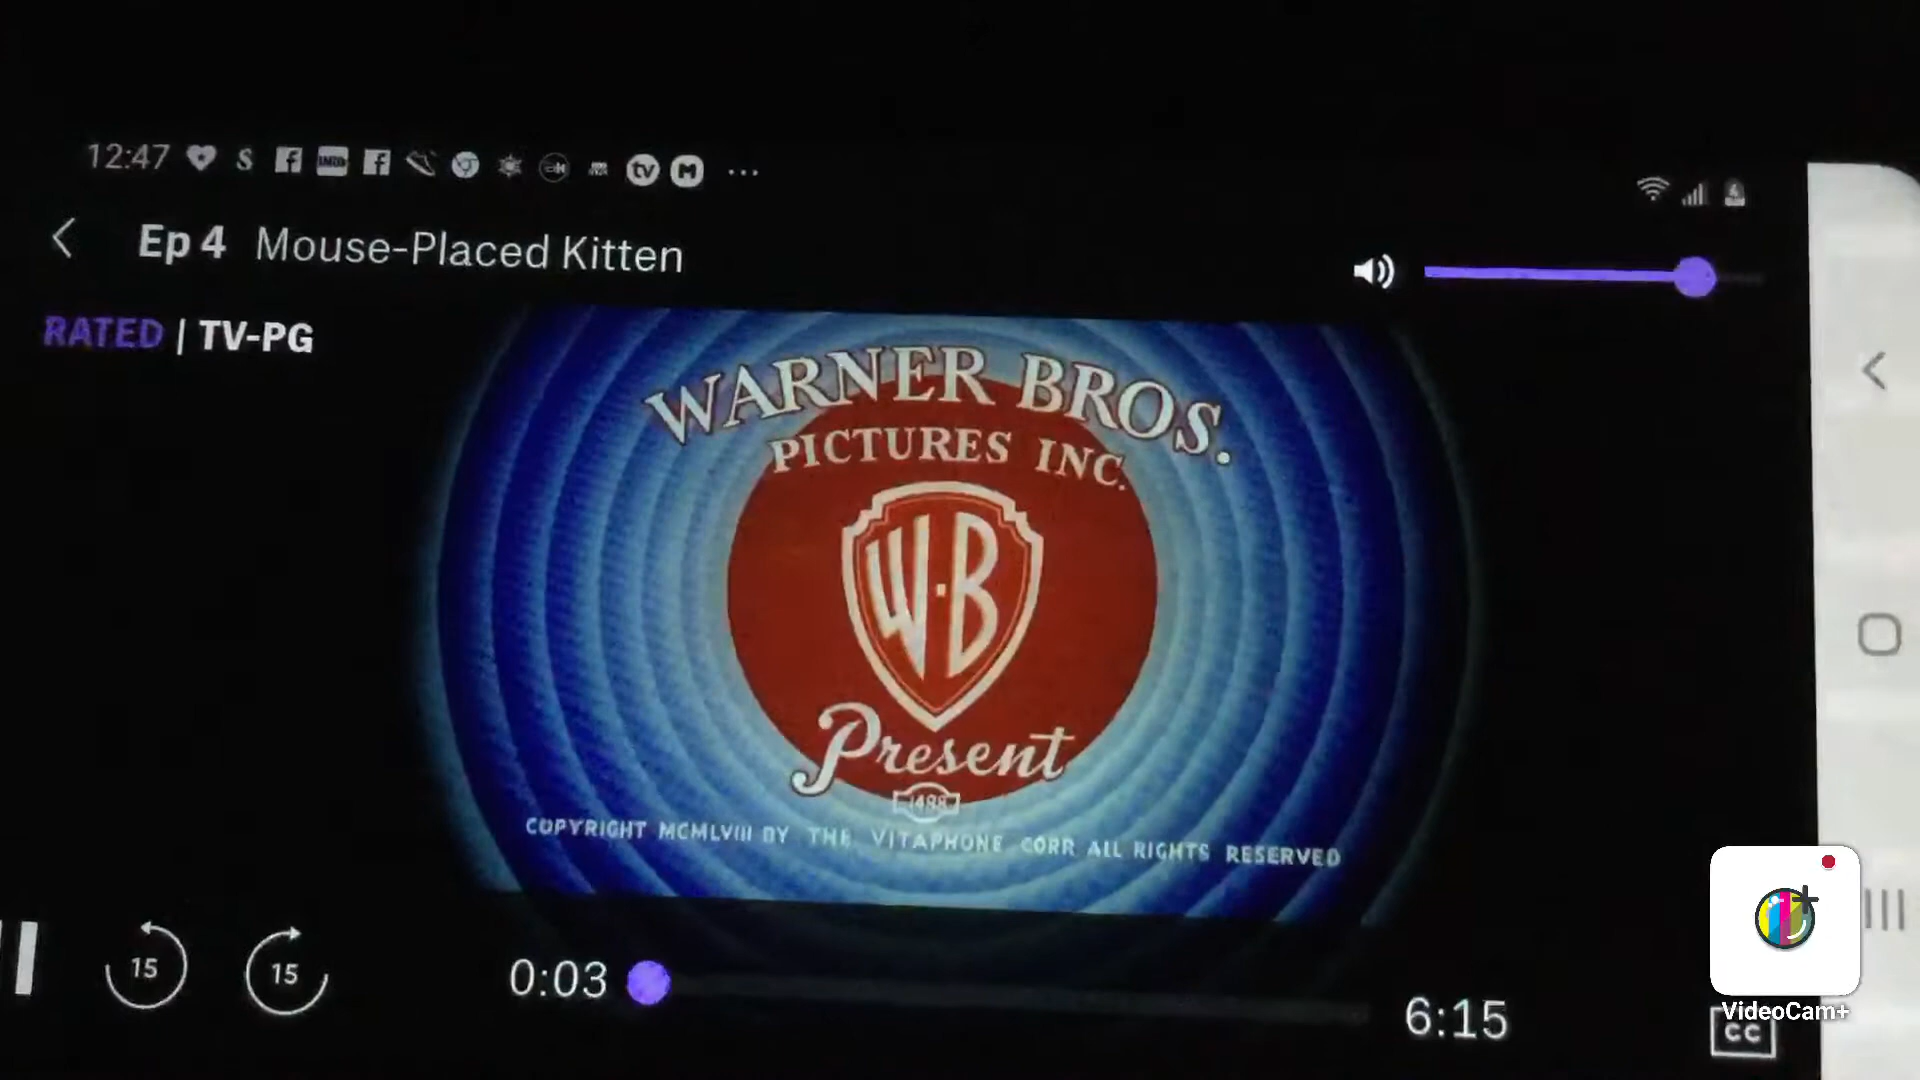 12:47
Ep 4 Mouse-Placed Kitten
RATED | TV-PG
WARNER BROS.
PICTURES INC.
W·B
Present
1498
COPYRIGHT MCMLVIII BY THE VITAPHONE CORP ALL RIGHTS RESERVED
15 15
0:03
6:15
VideoCam+
CC